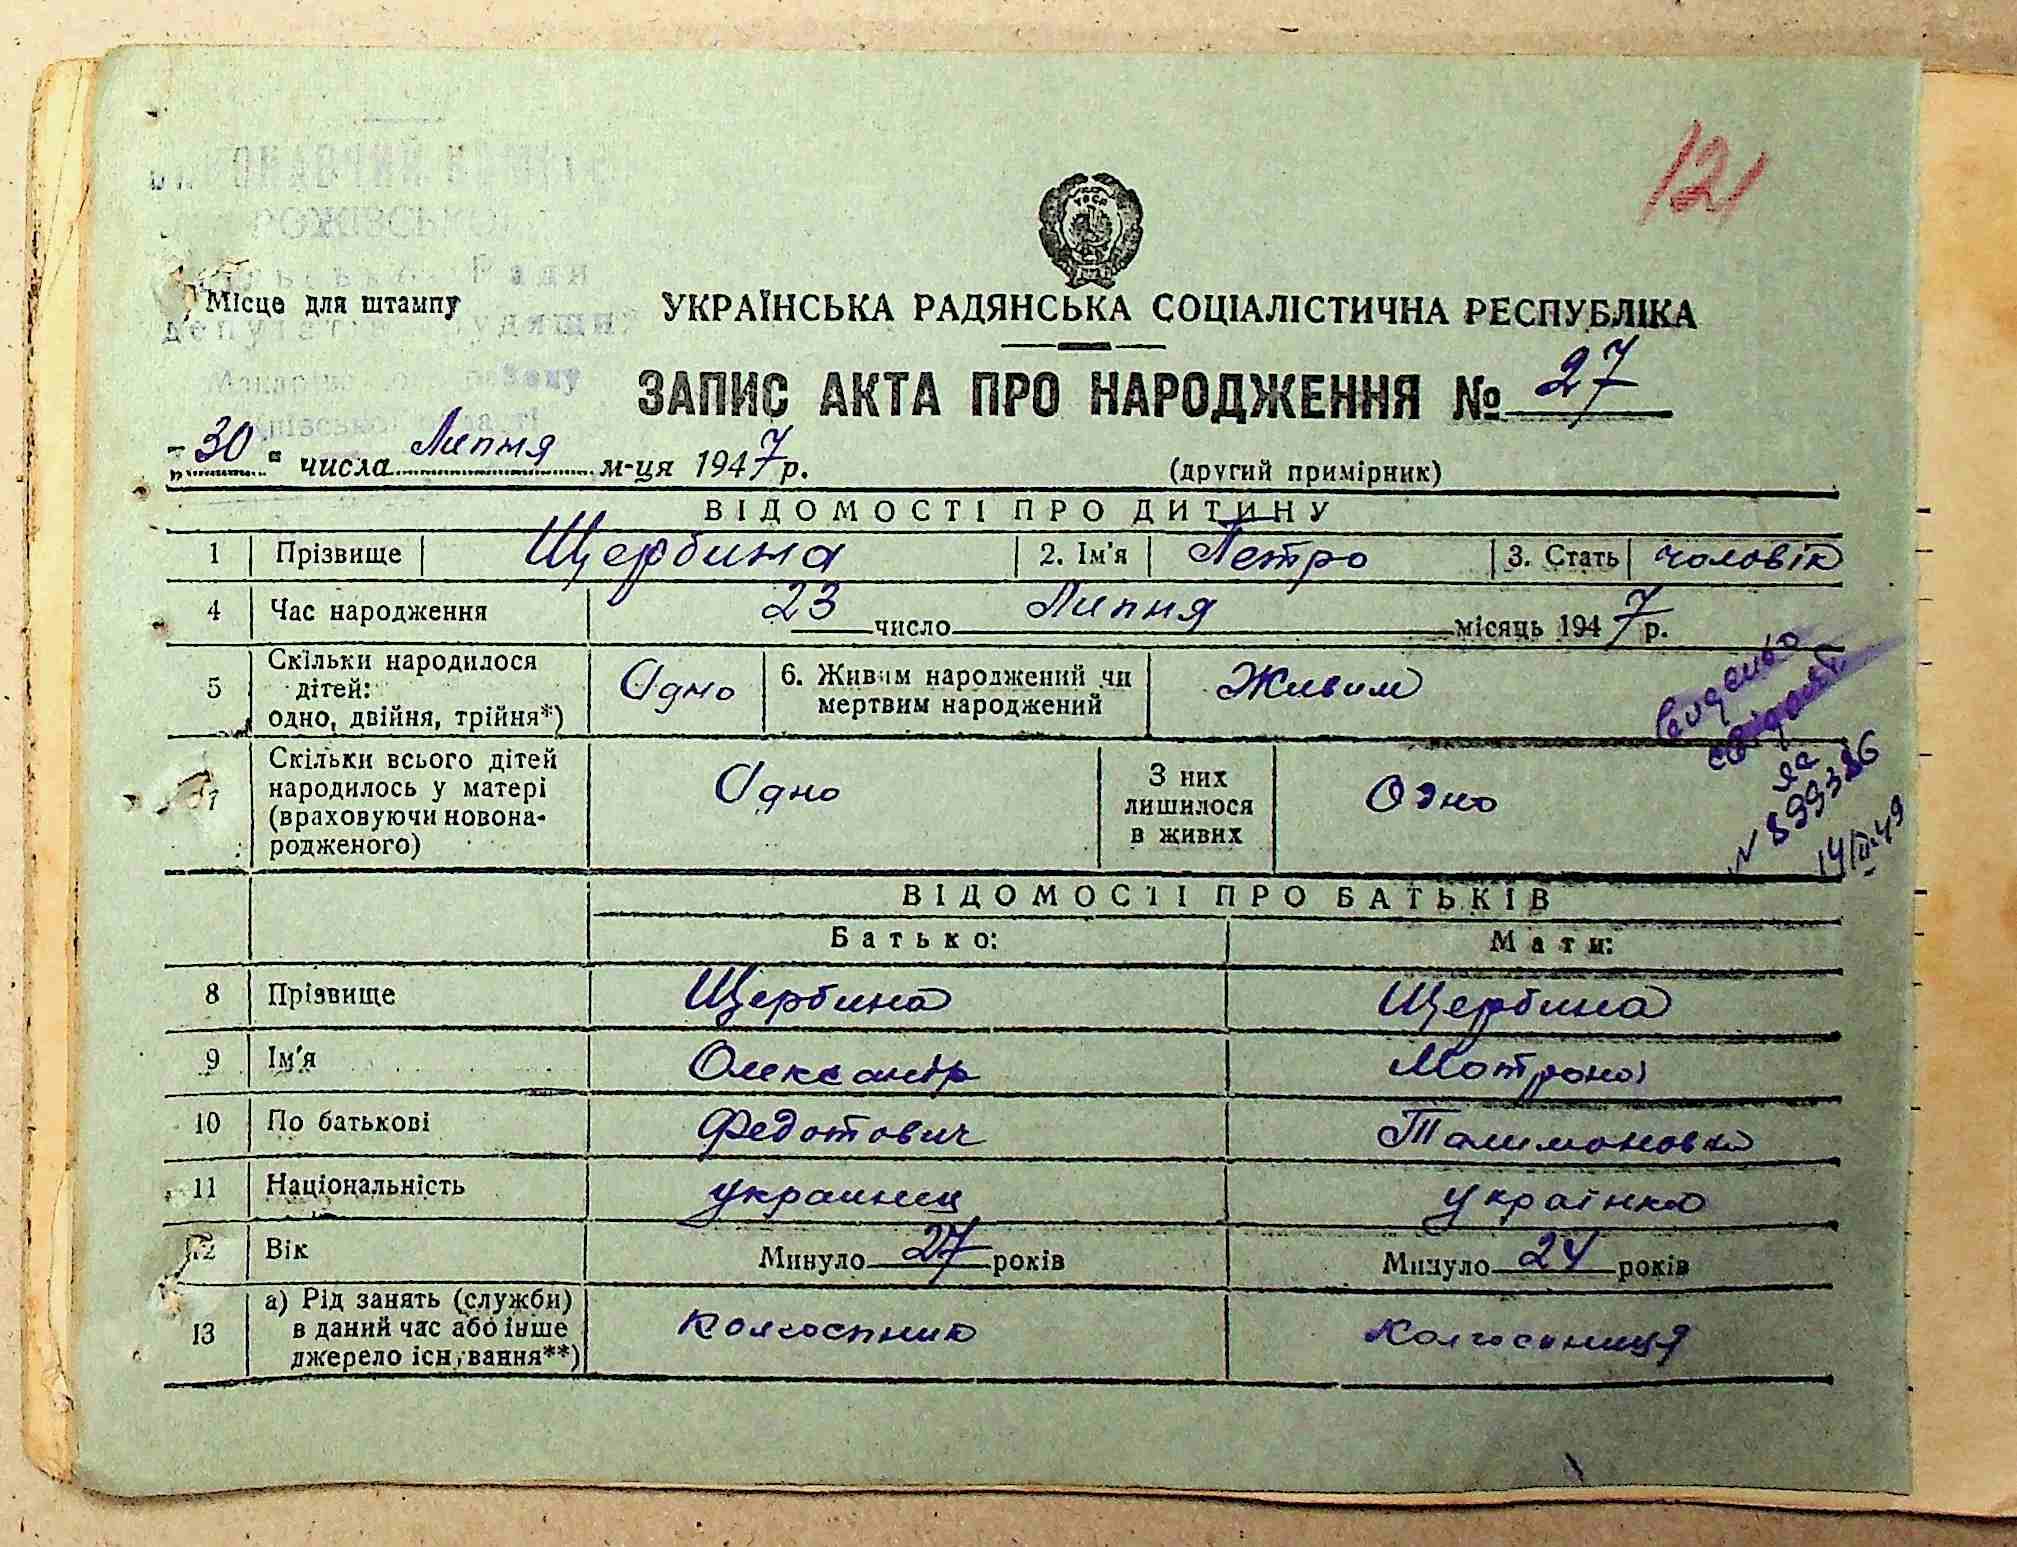 121
РОЖІВСЬКОЇ
Ради
Місце для штампу
УКРАЇНСЬКА РАДЯНСЬКА СОЦІАЛІСТИЧНА РЕСПУБЛІКА
ЗАПИС АКТА ПРО НАРОДЖЕННЯ № 27
„30“ числа Липня м-ця 1947 р.
(другий примірник)
ВІДОМОСТІ ПРО ДИТИНУ
1 Прізвище Щербина 2. Ім'я Петро 3. Стать чоловік
4 Час народження 23 число Липня місяць 1947 р.
5 Скільки народилося дітей: одно, двійня, трійня*) Одно 6. Живим народжений чи мертвим народжений Живим
7 Скільки всього дітей народилось у матері (враховуючи новонародженого) Одно З них лишилося в живих Одно
N 899386
ВІДОМОСТІ ПРО БАТЬКІВ
Батько: Мати:
8 Прізвище Щербина Щербина
9 Ім'я Олександр Мотрона
10 По батькові Федотович
11 Національність украинец українка
12 Вік Минуло 27 років Минуло 24 років
13 а) Рід занять (служби) в даний час або інше джерело існування**) Колгоспник Колгоспниця